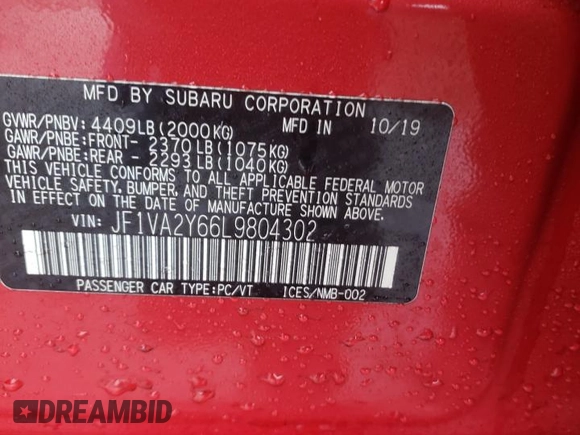 MFD BY SUBARU CORPORATION
GVWR/PNBV: 4409LB(2000KG) MFD IN 10/19
GAWR/PNBE:FRONT- 2370LB(1075KG)
GAWR/PNBE:REAR - 2293LB(1040KG)
THIS VEHICLE CONFORMS TO ALL APPLICABLE FEDERAL MOTOR
VEHICLE SAFETY, BUMPER, AND THEFT PREVENTION STANDARDS
IN EFFECT ON THE DATE OF MANUFACTURE SHOWN ABOVE.
VIN: JF1VA2Y66L9804302
PASSENGER CAR TYPE:PC/VT ICES/NMB-002
DREAMBID